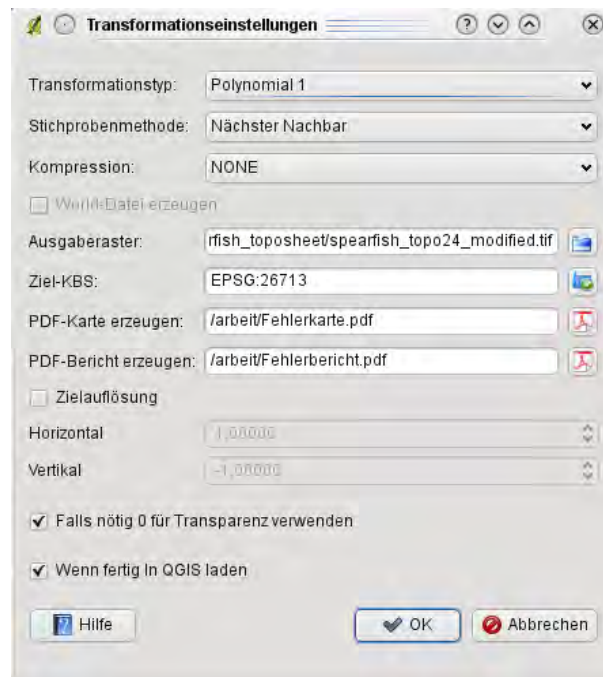 Transformationseinstellungen
Transformationstyp: Polynomial 1
Stichprobenmethode: Nächster Nachbar
Kompression: NONE
World-Datei erzeugen
Ausgaberaster: rfish_toposheet/spearfish_topo24_modified.tif
Ziel-KBS: EPSG:26713
PDF-Karte erzeugen: /arbeit/Fehlerkarte.pdf
PDF-Bericht erzeugen: /arbeit/Fehlerbericht.pdf
Zielauflösung
Horizontal 1,00000
Vertikal -1,00000
Falls nötig 0 für Transparenz verwenden
Wenn fertig In QGIS laden
Hilfe OK Abbrechen